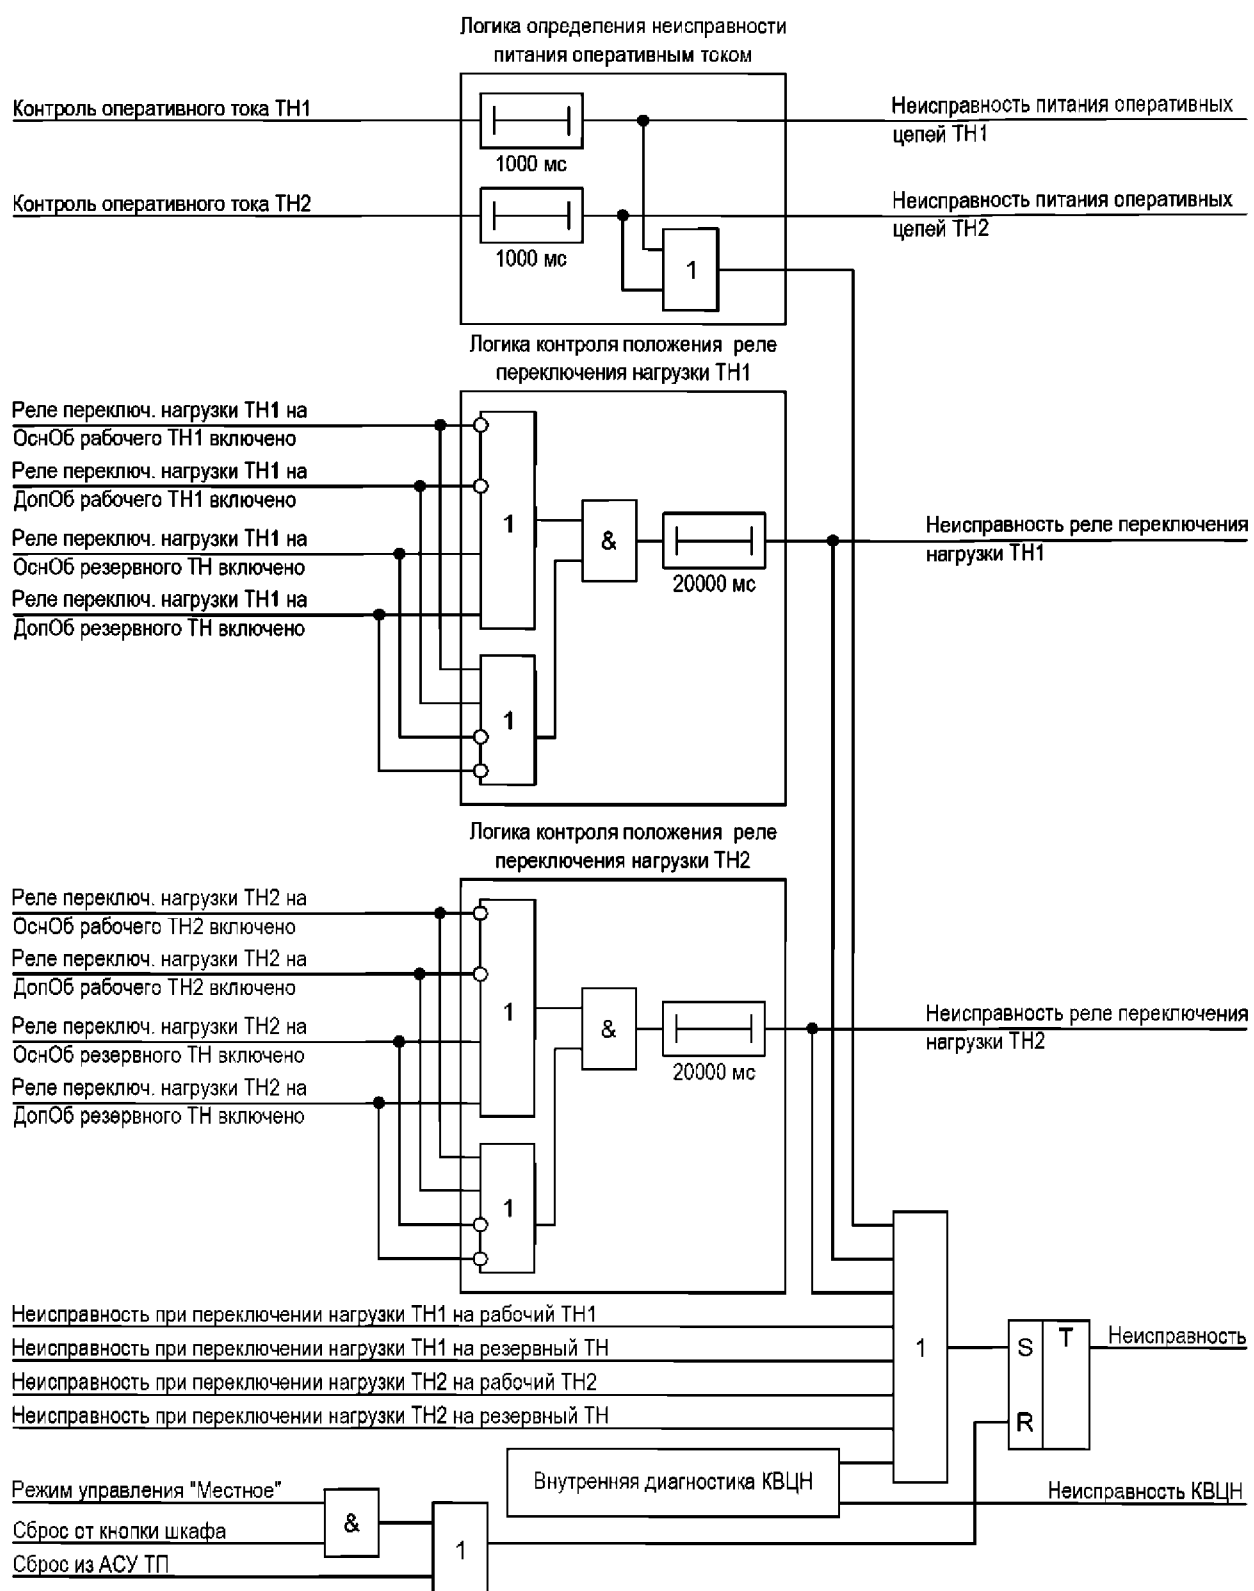 Логика определения неисправности
питания оперативным током
Контроль оперативного тока ТН1
1000 мс
Неисправность питания оперативных
цепей ТН1
Контроль оперативного тока ТН2
1000 мс
1
Неисправность питания оперативных
цепей ТН2
Логика контроля положения реле
переключения нагрузки ТН1
Реле переключ. нагрузки ТН1 на
ОснОб рабочего ТН1 включено
Реле переключ. нагрузки ТН1 на
ДопОб рабочего ТН1 включено
Реле переключ. нагрузки ТН1 на
ОснОб резервного ТН включено
Реле переключ. нагрузки ТН1 на
ДопОб резервного ТН включено
1
&
20000 мс
1
Неисправность реле переключения
нагрузки ТН1
Логика контроля положения реле
переключения нагрузки ТН2
Реле переключ. нагрузки ТН2 на
ОснОб рабочего ТН2 включено
Реле переключ. нагрузки ТН2 на
ДопОб рабочего ТН2 включено
Реле переключ. нагрузки ТН2 на
ОснОб резервного ТН включено
Реле переключ. нагрузки ТН2 на
ДопОб резервного ТН включено
1
&
20000 мс
1
Неисправность реле переключения
нагрузки ТН2
Неисправность при переключении нагрузки ТН1 на рабочий ТН1
Неисправность при переключении нагрузки ТН1 на резервный ТН
Неисправность при переключении нагрузки ТН2 на рабочий ТН2
Неисправность при переключении нагрузки ТН2 на резервный ТН
1
S T
R
Неисправность
Внутренняя диагностика КВЦН
Неисправность КВЦН
Режим управления "Местное"
Сброс от кнопки шкафа
Сброс из АСУ ТП
&
1